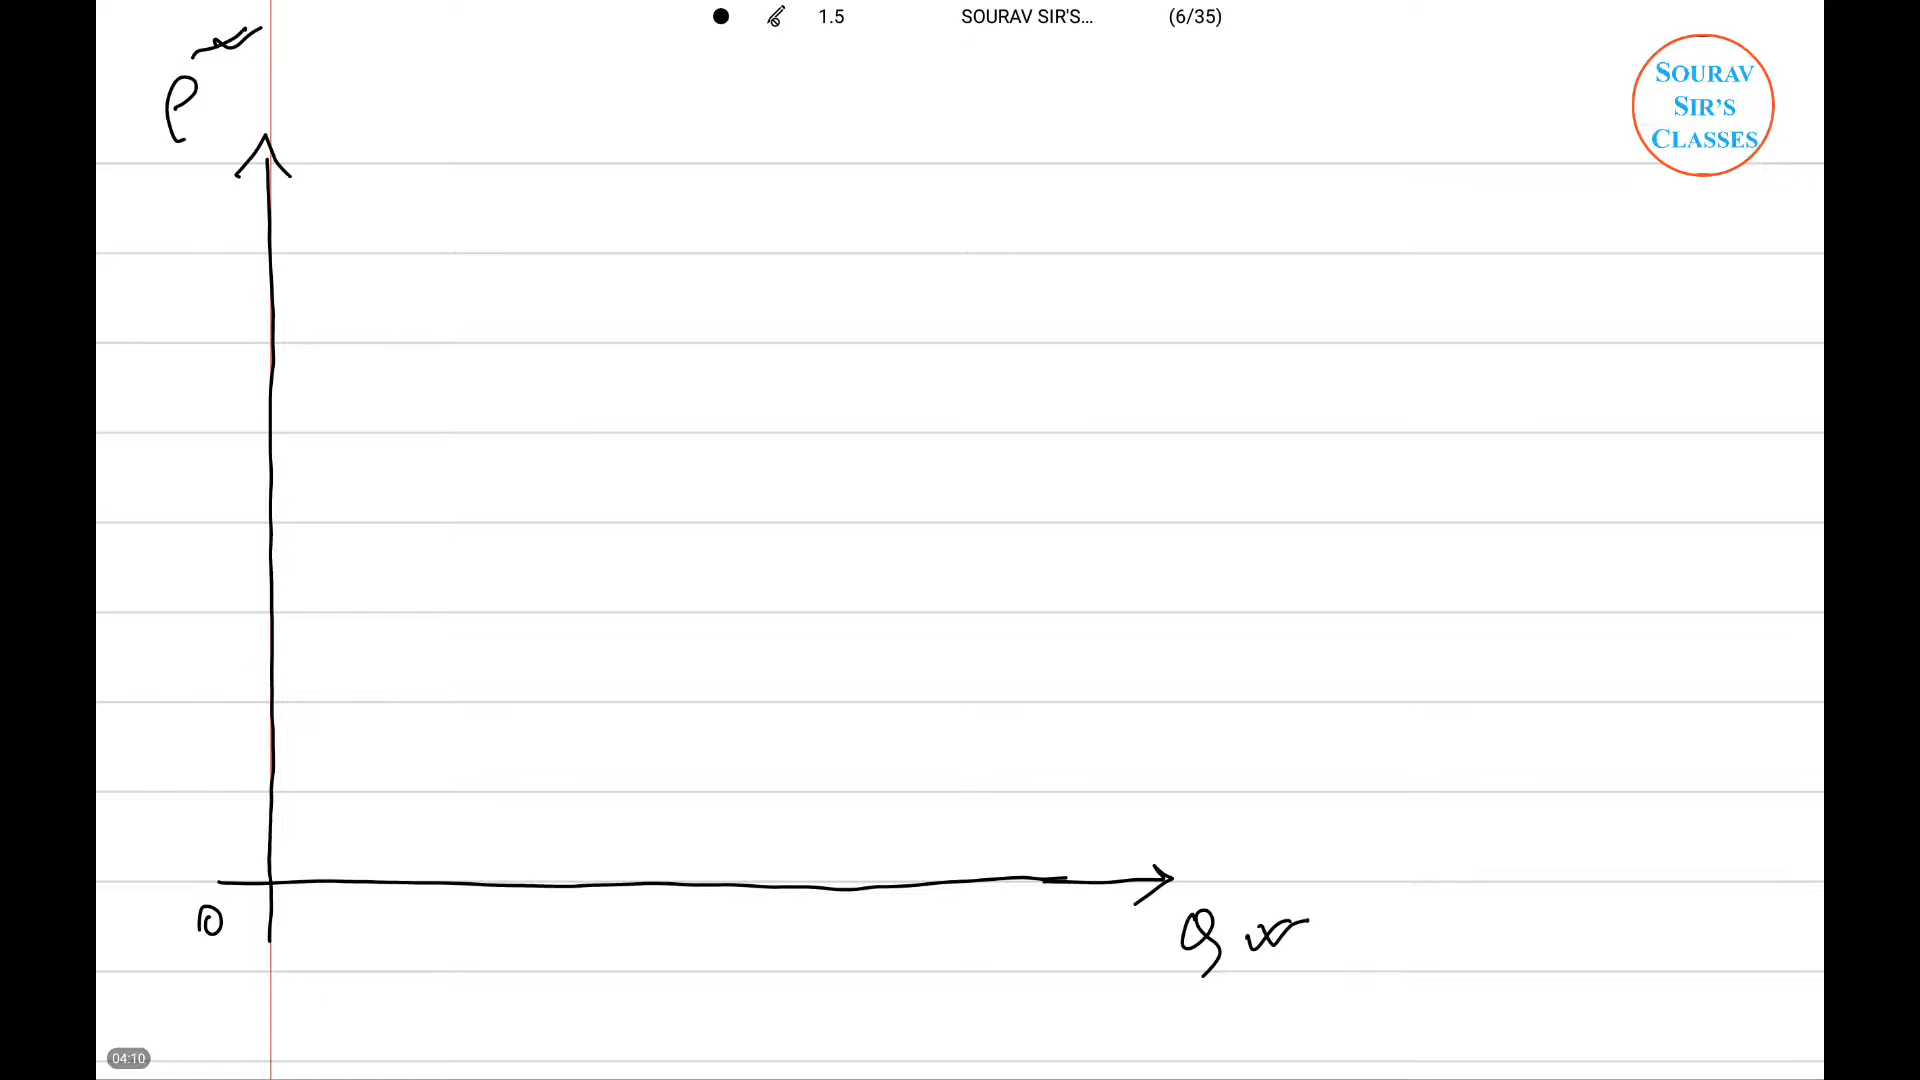 1.5 SOURAV SIR'S... (6/35)
SOURAV
SIR'S
CLASSES
P
O
Q
04:10